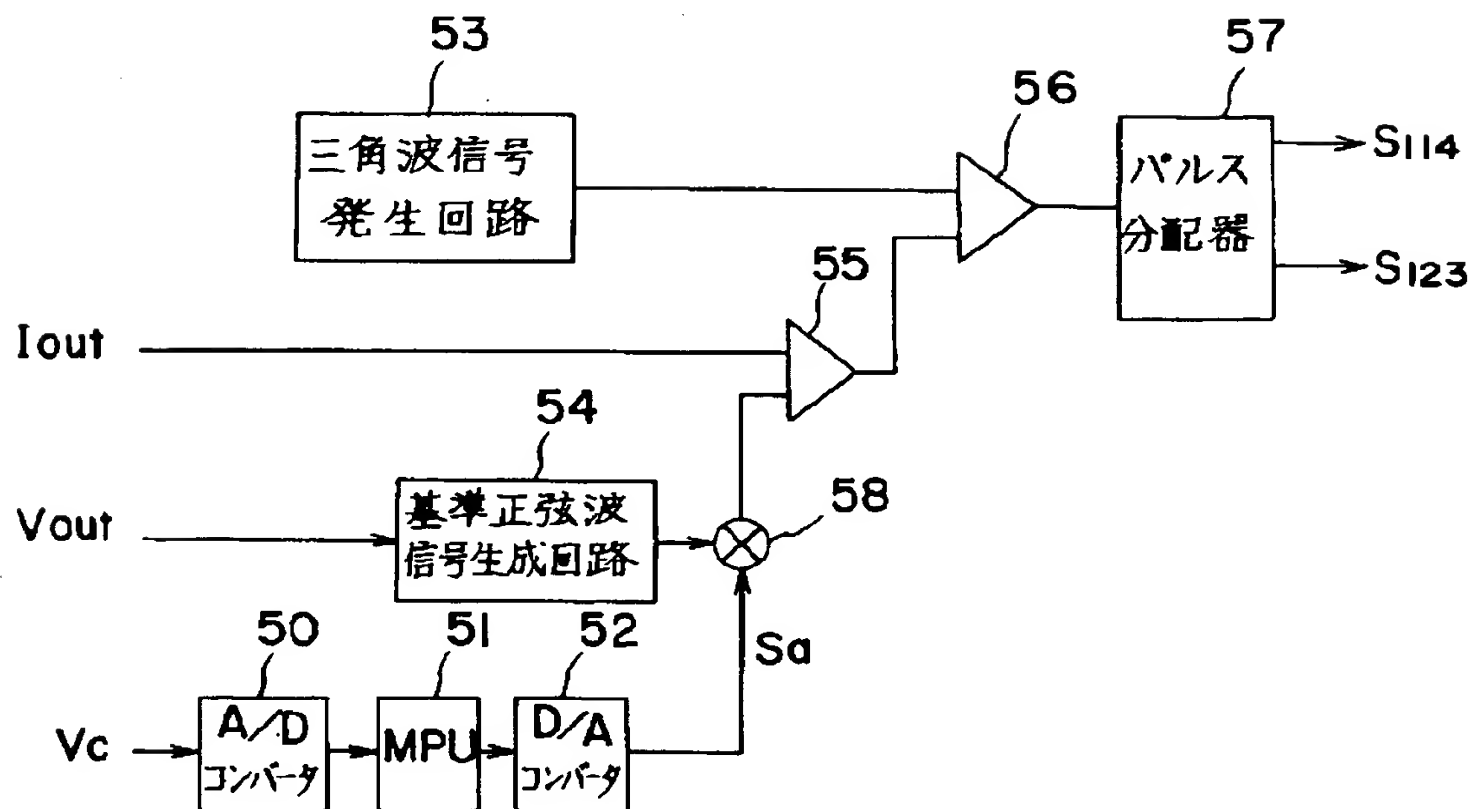 53
三角波信号
発生回路
56
57
パルス
分配器
S114
S123
55
Iout
54
Vout
基準正弦波
信号生成回路
58
Sa
50
51
52
Vc
A/D
コンバータ
MPU
D/A
コンバータ